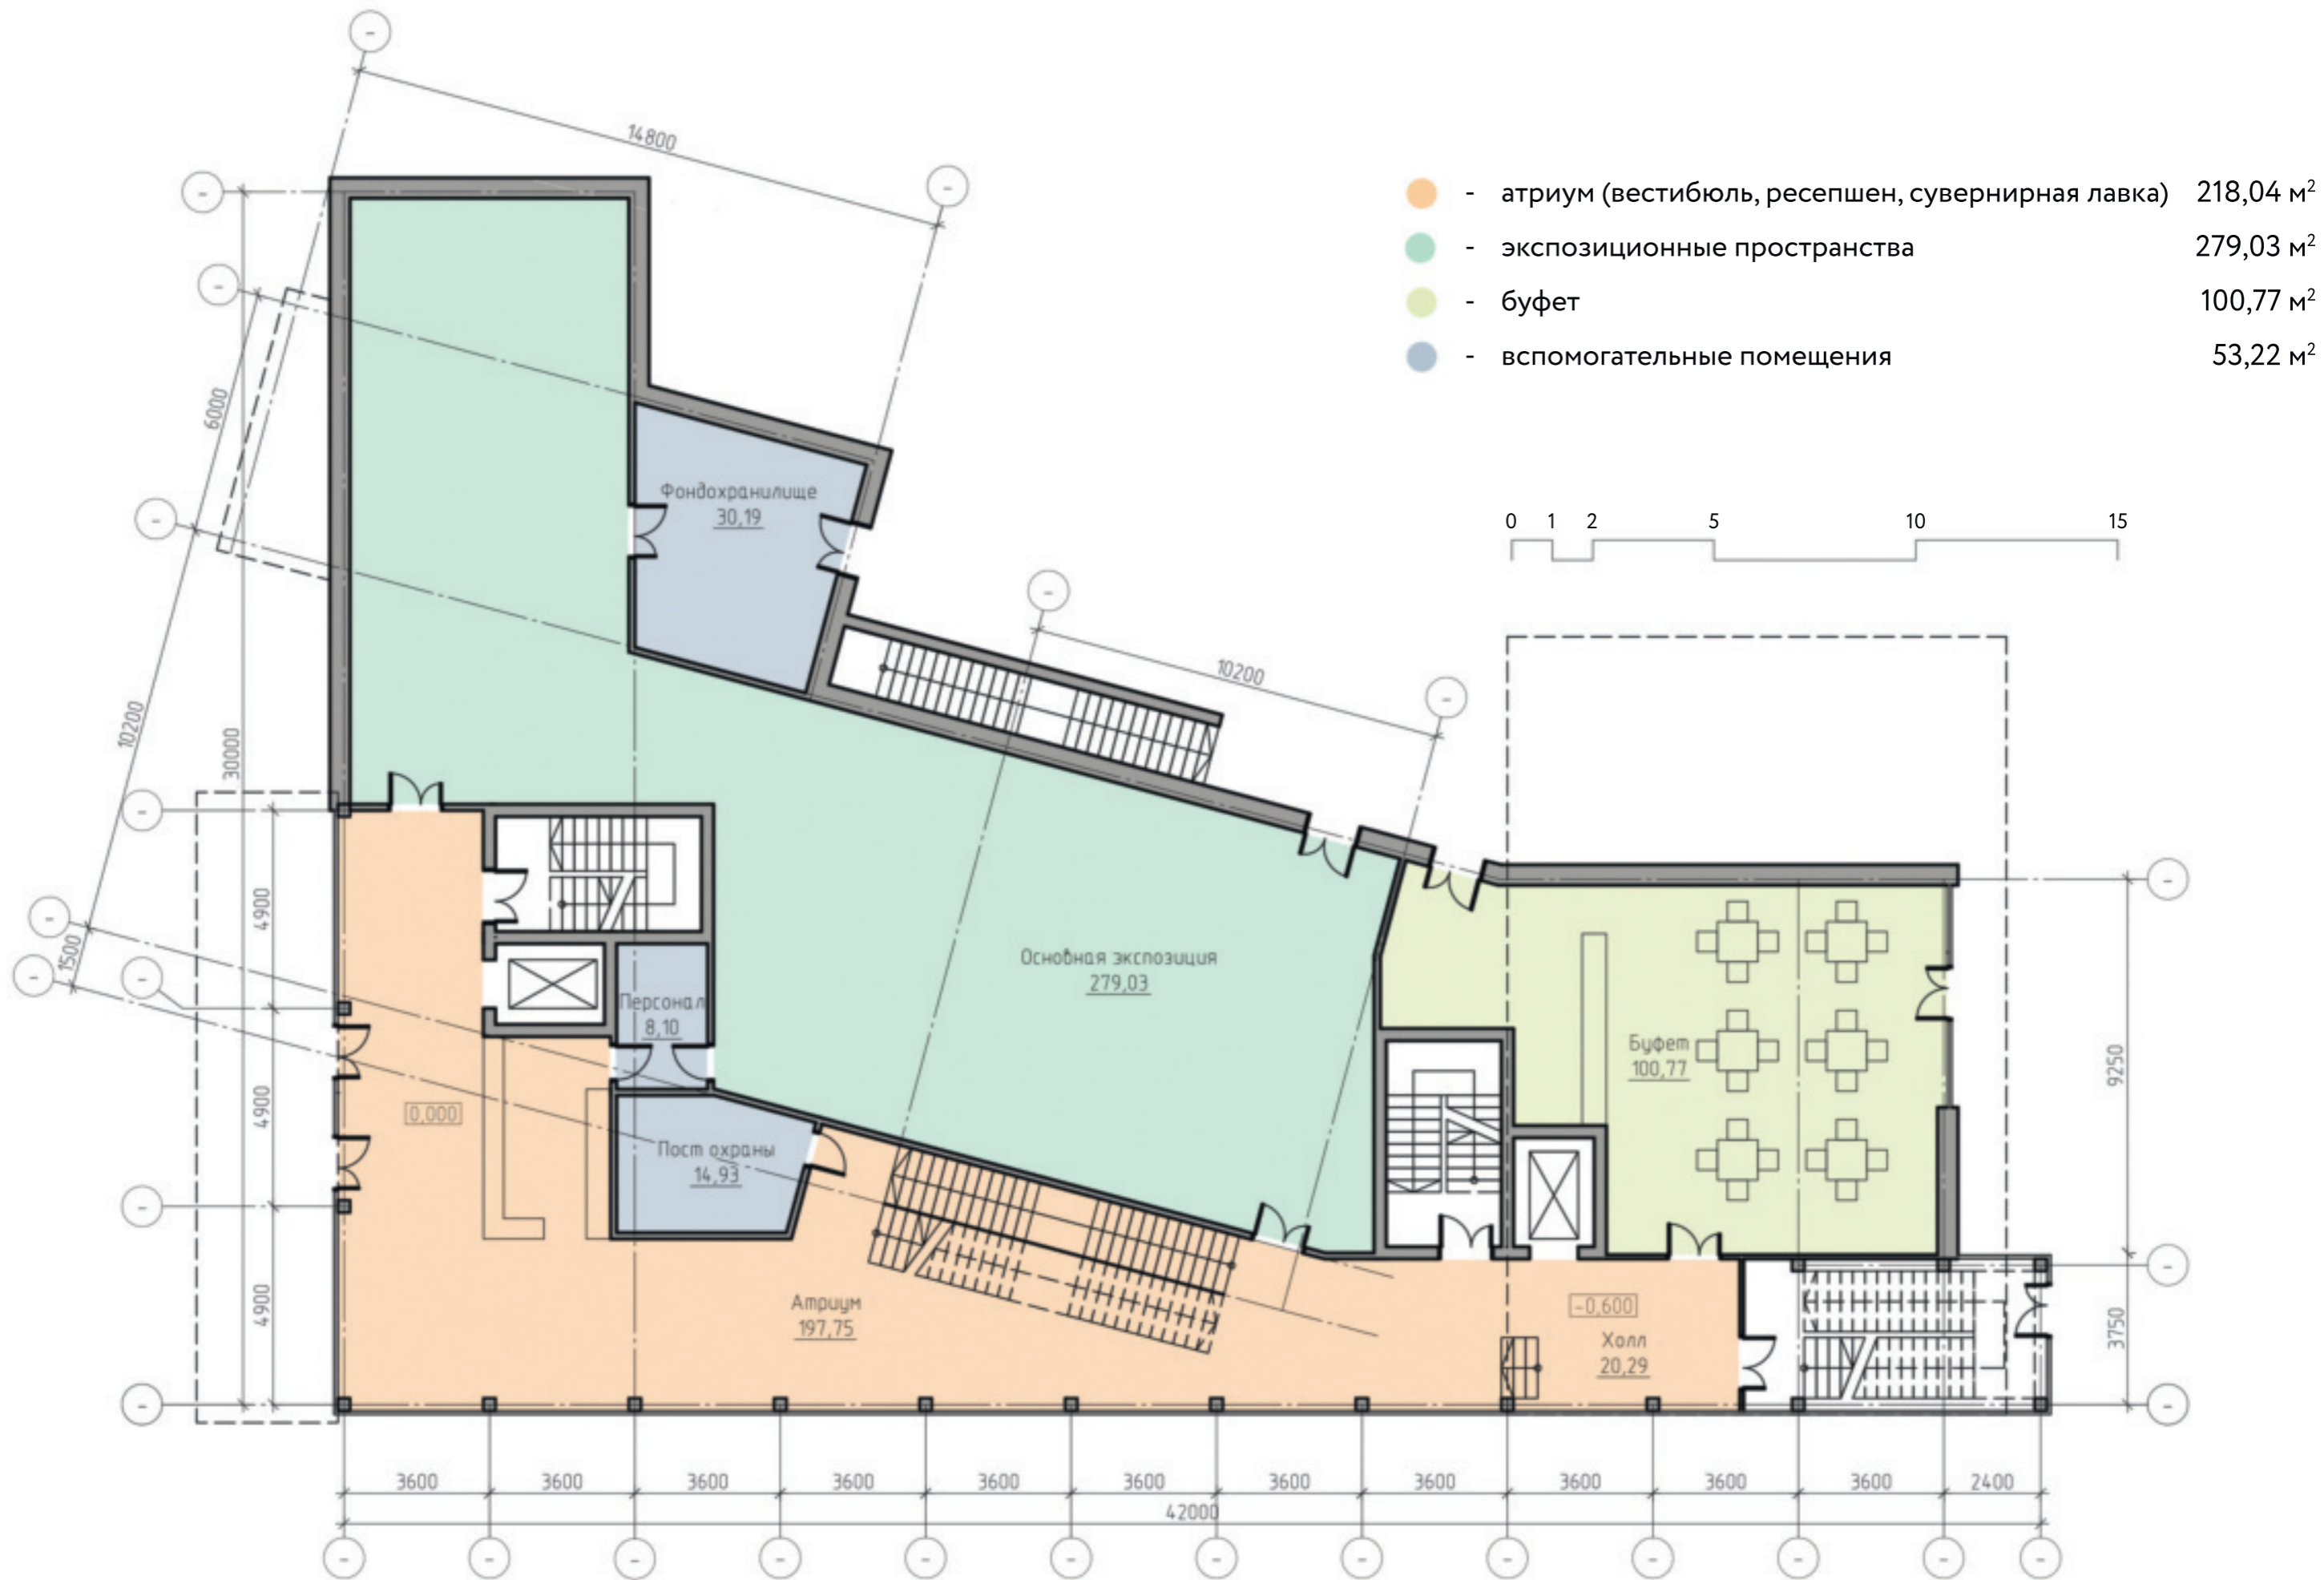 14800
- атриум (вестибюль, ресепшен, сувернирная лавка) 218,04 м²
- экспозиционные пространства 279,03 м²
- буфет 100,77 м²
- вспомогательные помещения 53,22 м²
0 1 2 5 10 15
6000
Фондохранилище
30,19
10200
10200
30000
4900
1500
Основная экспозиция
279,03
Персонал
8,10
Буфет
100,77
9250
4900
0,000
Пост охраны
14,93
4900
Атриум
197,75
-0,600
Холл
20,29
3750
3600 3600 3600 3600 3600 3600 3600 3600 3600 3600 3600 2400
42000